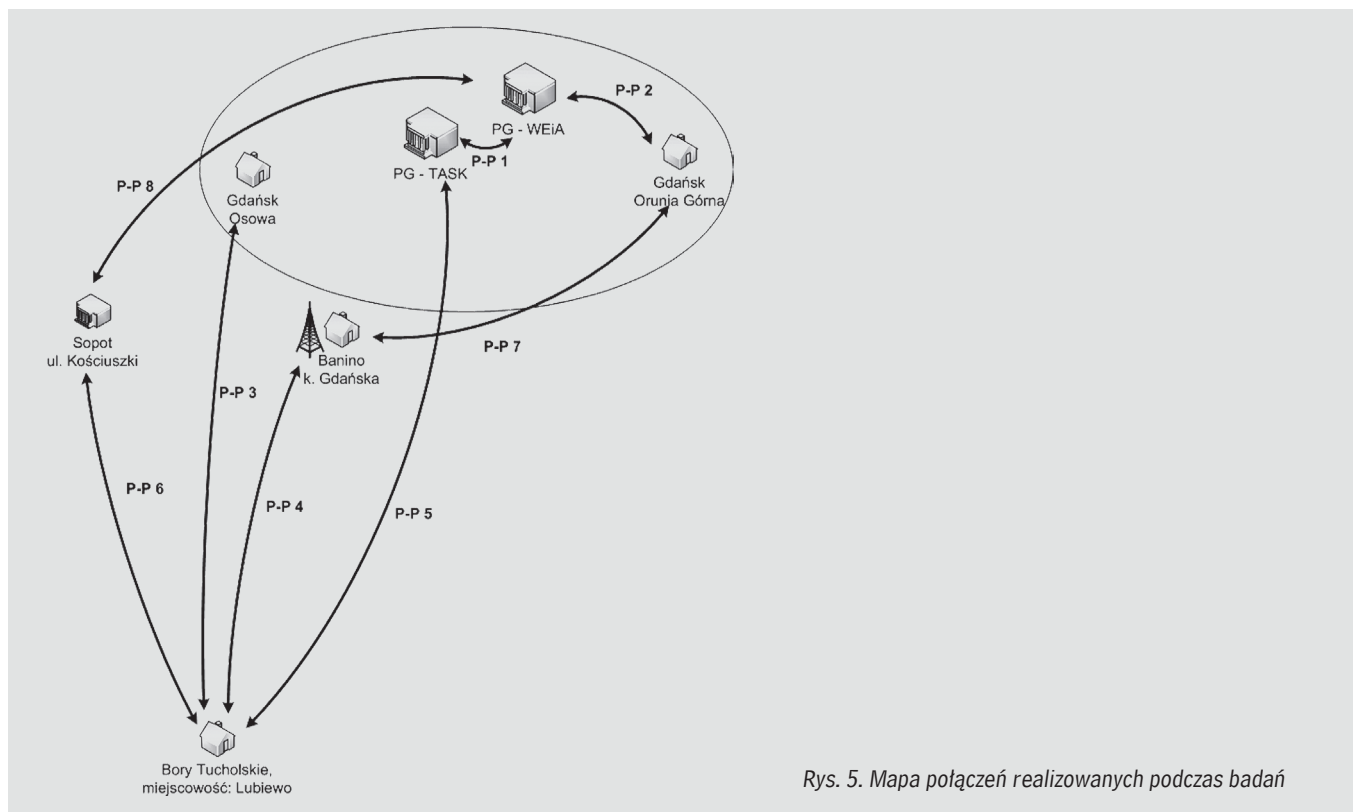 PG - WEiA
P-P 2
PG - TASK
P-P 1
Gdańsk
Orunia Górna
P-P 8
Gdańsk
Osowa
Sopot
ul. Kościuszki
Banino
k. Gdańska
P-P 7
P-P 3
P-P 6
P-P 4
P-P 5
Bory Tucholskie,
miejscowość: Lubiewo
Rys. 5. Mapa połączeń realizowanych podczas badań